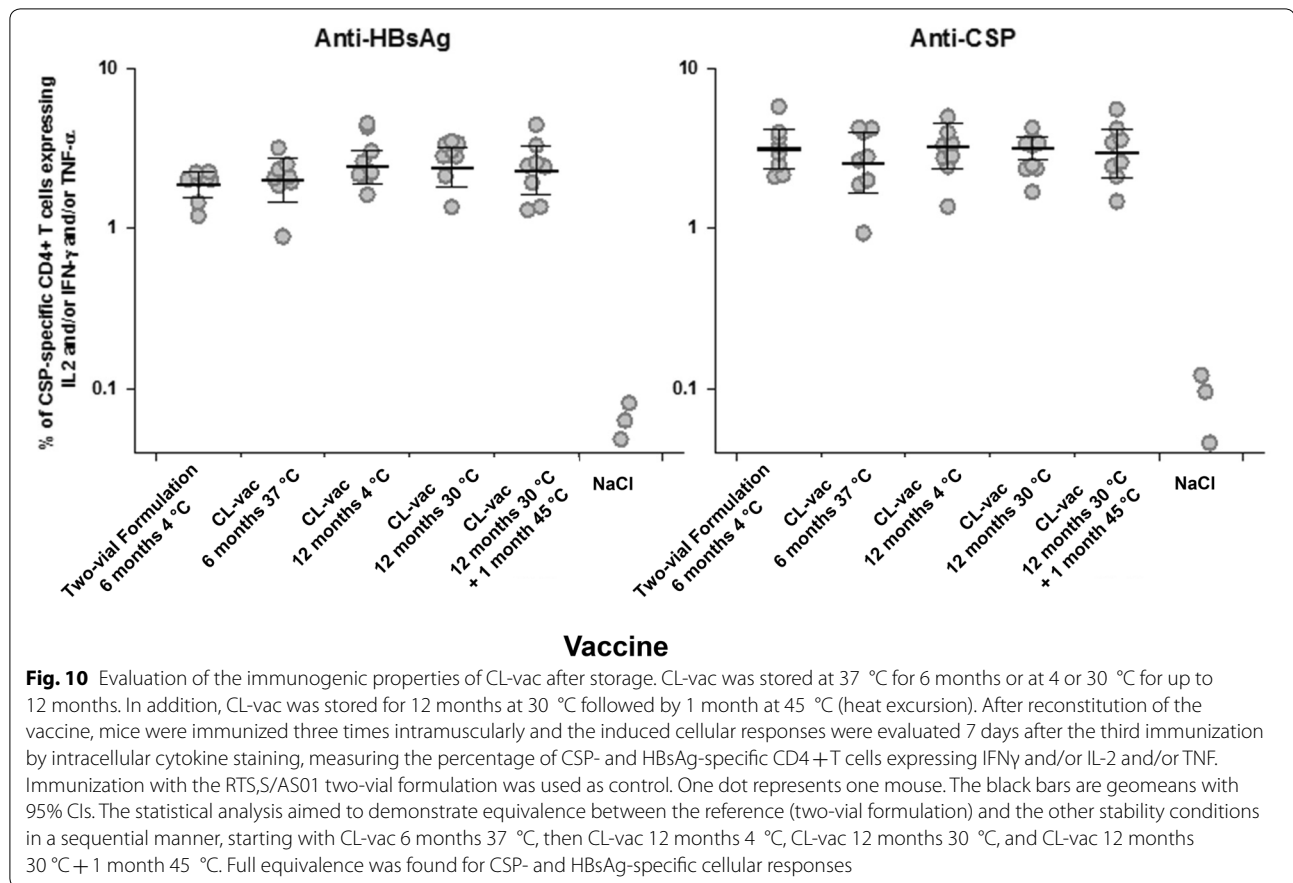 Anti-HBsAg
Anti-CSP
% of CSP-specific CD4+ T cells expressing
IL2 and/or IFN-γ and/or TNF-α.
10
1
0.1
10
1
0.1
Two-vial Formulation
6 months 4 °C
CL-vac
6 months 37 °C
CL-vac
12 months 4 °C
CL-vac
12 months 30 °C
CL-vac
12 months 30 °C
+ 1 month 45 °C
NaCl
Two-vial Formulation
6 months 4 °C
CL-vac
6 months 37 °C
CL-vac
12 months 4 °C
CL-vac
12 months 30 °C
CL-vac
12 months 30 °C
+ 1 month 45 °C
NaCl
Vaccine
Fig. 10 Evaluation of the immunogenic properties of CL-vac after storage. CL-vac was stored at 37 °C for 6 months or at 4 or 30 °C for up to
12 months. In addition, CL-vac was stored for 12 months at 30 °C followed by 1 month at 45 °C (heat excursion). After reconstitution of the
vaccine, mice were immunized three times intramuscularly and the induced cellular responses were evaluated 7 days after the third immunization
by intracellular cytokine staining, measuring the percentage of CSP- and HBsAg-specific CD4+T cells expressing IFNγ and/or IL-2 and/or TNF.
Immunization with the RTS,S/AS01 two-vial formulation was used as control. One dot represents one mouse. The black bars are geomeans with
95% CIs. The statistical analysis aimed to demonstrate equivalence between the reference (two-vial formulation) and the other stability conditions
in a sequential manner, starting with CL-vac 6 months 37 °C, then CL-vac 12 months 4 °C, CL-vac 12 months 30 °C, and CL-vac 12 months
30 °C + 1 month 45 °C. Full equivalence was found for CSP- and HBsAg-specific cellular responses